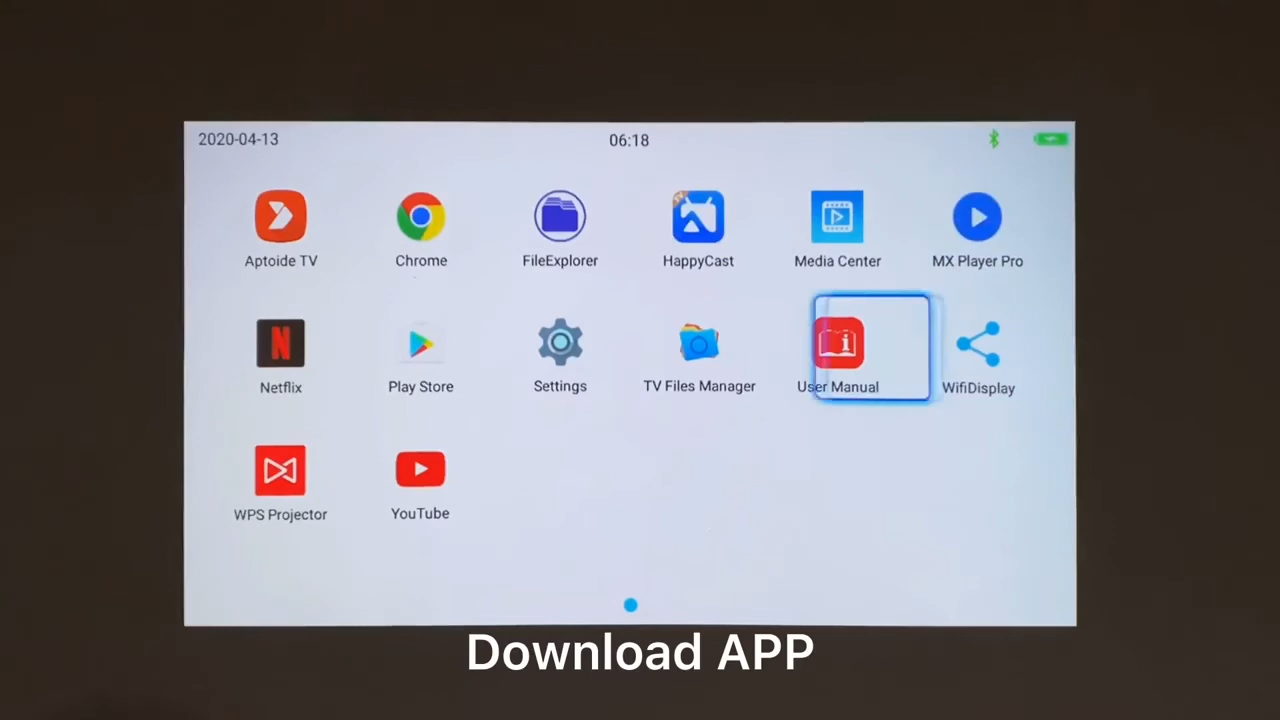 2020-04-13 06:18
Aptoide TV Chrome FileExplorer HappyCast Media Center MX Player Pro
Netflix Play Store Settings TV Files Manager User Manual WifiDisplay
WPS Projector YouTube
Download APP